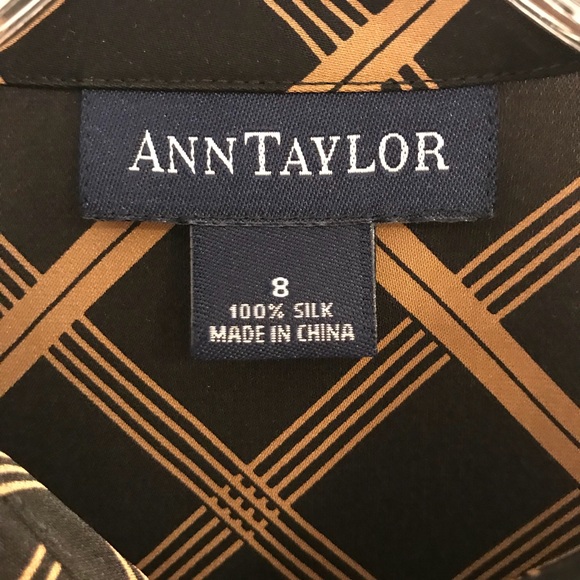 ANNTAYLOR
8
100% SILK
MADE IN CHINA